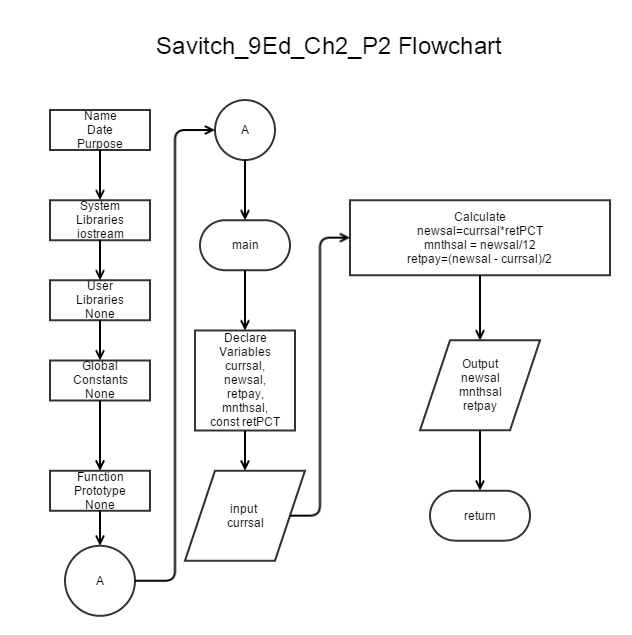 Savitch_9Ed_Ch2_P2 Flowchart
Name
Date
Purpose
System
Libraries
iostream
User
Libraries
None
Global
Constants
None
Function
Prototype
None
A
A
main
Declare
Variables
currsal,
newsal,
retpay,
mnthsal,
const retPCT
input
currsal
Calculate
newsal=currsal*retPCT
mnthsal = newsal/12
retpay=(newsal - currsal)/2
Output
newsal
mnthsal
retpay
return